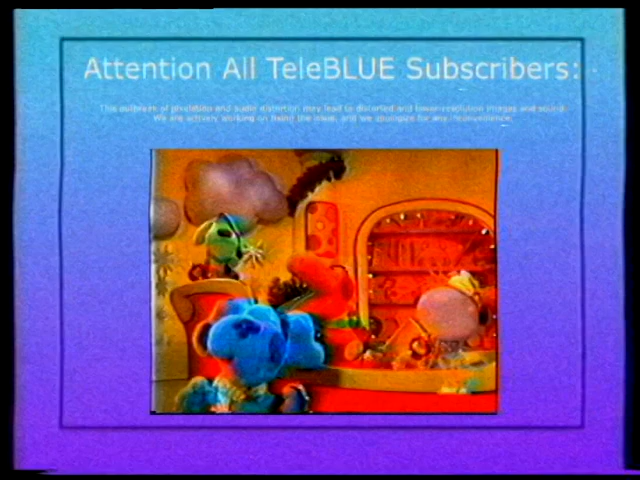 Attention All TeleBLUE Subscribers:
This outbreak of pixelation and audio distortion may lead to distorted and lower-resolution images and sound.
We are actively working on fixing the issue, and we apologize for any inconvenience.